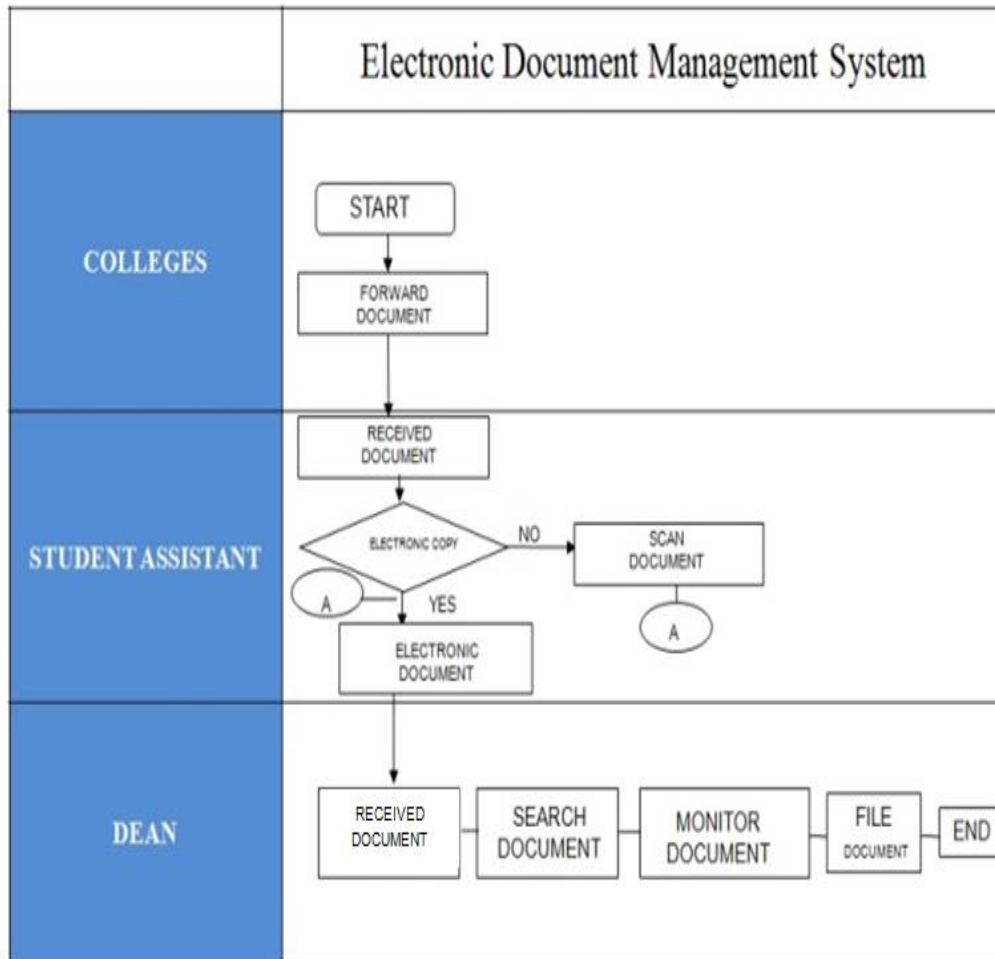 Electronic Document Management System
COLLEGES
START
FORWARD
DOCUMENT
STUDENT ASSISTANT
RECEIVED
DOCUMENT
ELECTRONIC COPY
NO
SCAN
DOCUMENT
A
YES
A
ELECTRONIC
DOCUMENT
DEAN
RECEIVED
DOCUMENT
SEARCH
DOCUMENT
MONITOR
DOCUMENT
FILE
DOCUMENT
END